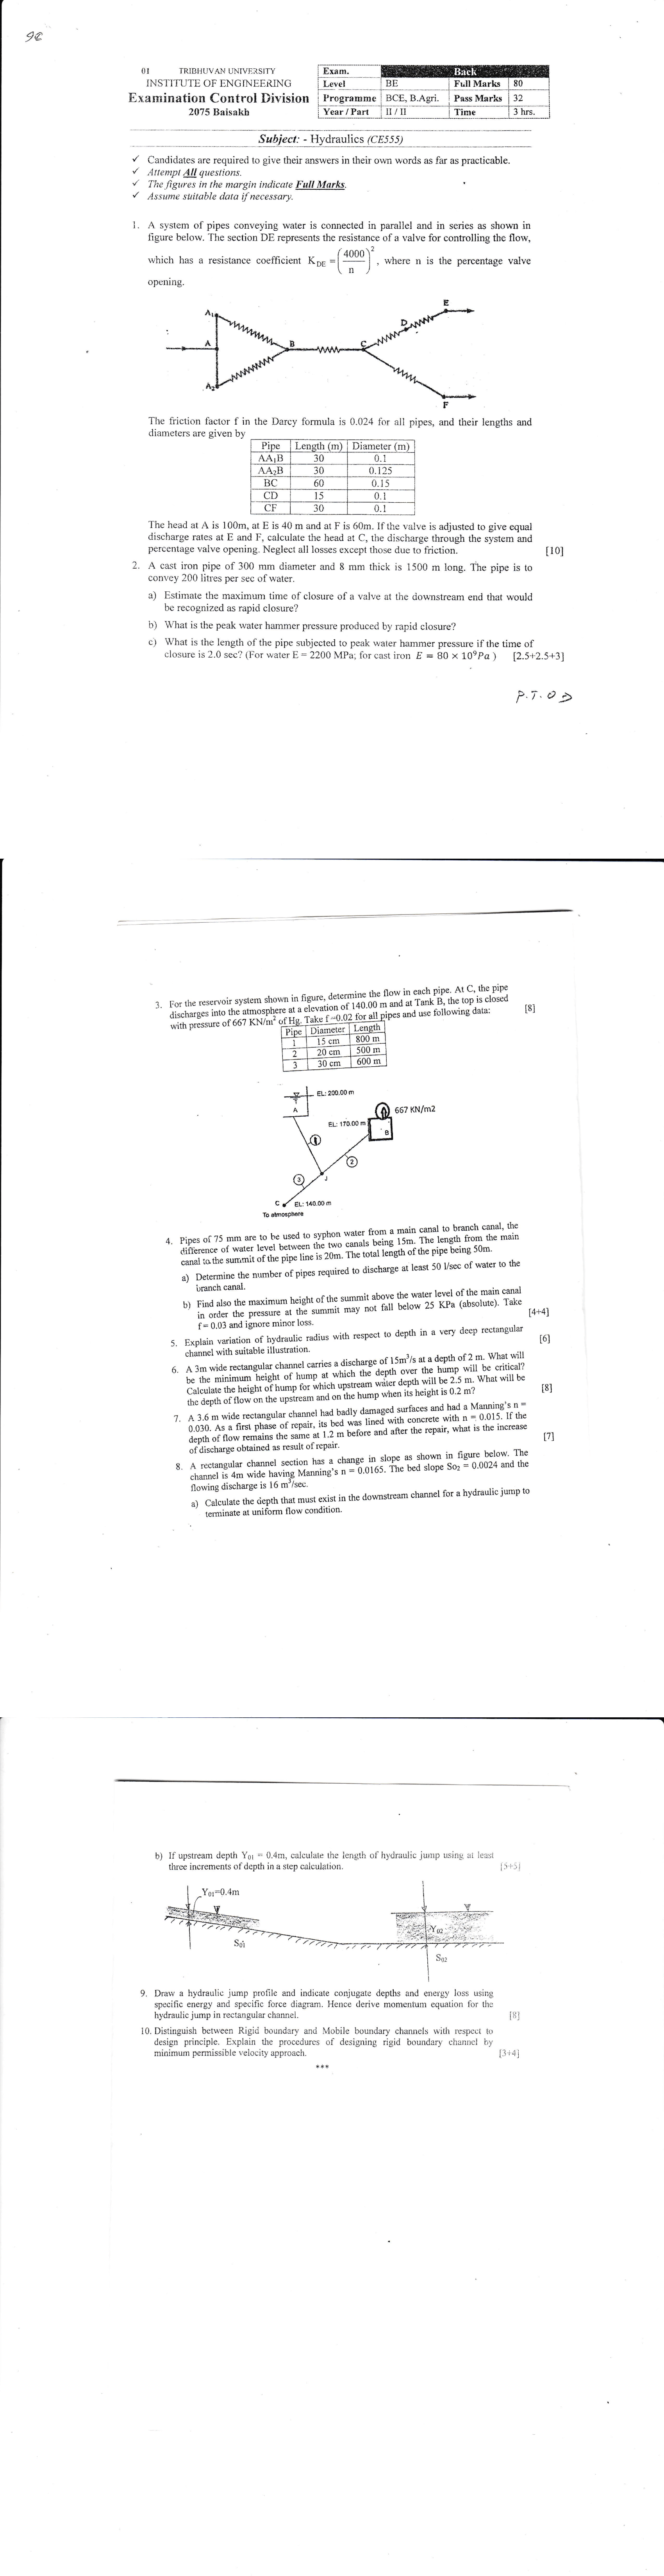 98
01 TRIBHUVAN UNIVERSITY
INSTITUTE OF ENGINEERING
Examination Control Division
2075 Baisakh
Exam. Back
Level BE Full Marks 80
Programme BCE, B.Agri. Pass Marks 32
Year / Part II / II Time 3 hrs.
Subject: - Hydraulics (CE555)
✓ Candidates are required to give their answers in their own words as far as practicable.
✓ Attempt All questions.
✓ The figures in the margin indicate Full Marks.
✓ Assume suitable data if necessary.
1. A system of pipes conveying water is connected in parallel and in series as shown in
figure below. The section DE represents the resistance of a valve for controlling the flow,
which has a resistance coefficient K_DE = (4000/n)², where n is the percentage valve
opening.
E
A₁
D
A B C
A₂
F
The friction factor f in the Darcy formula is 0.024 for all pipes, and their lengths and
diameters are given by
Pipe Length (m) Diameter (m)
AA₁B 30 0.1
AA₂B 30 0.125
BC 60 0.15
CD 15 0.1
CF 30 0.1
The head at A is 100m, at E is 40 m and at F is 60m. If the valve is adjusted to give equal
discharge rates at E and F, calculate the head at C, the discharge through the system and
percentage valve opening. Neglect all losses except those due to friction. [10]
2. A cast iron pipe of 300 mm diameter and 8 mm thick is 1500 m long. The pipe is to
convey 200 litres per sec of water.
a) Estimate the maximum time of closure of a valve at the downstream end that would
be recognized as rapid closure?
b) What is the peak water hammer pressure produced by rapid closure?
c) What is the length of the pipe subjected to peak water hammer pressure if the time of
closure is 2.0 sec? (For water E = 2200 MPa; for cast iron E = 80 × 10⁹Pa ) [2.5+2.5+3]
P.T.O
3. For the reservoir system shown in figure, determine the flow in each pipe. At C, the pipe
discharges into the atmosphere at a elevation of 140.00 m and at Tank B, the top is closed
with pressure of 667 KN/m² of Hg. Take f =0.02 for all pipes and use following data: [8]
Pipe Diameter Length
1 15 cm 800 m
2 20 cm 500 m
3 30 cm 600 m
EL: 200.00 m
A
667 KN/m2
EL: 170.00 m
B
1
2
3
J
C EL: 140.00 m
To atmosphere
4. Pipes of 75 mm are to be used to syphon water from a main canal to branch canal, the
difference of water level between the two canals being 15m. The length from the main
canal to the summit of the pipe line is 20m. The total length of the pipe being 50m.
a) Determine the number of pipes required to discharge at least 50 l/sec of water to the
branch canal.
b) Find also the maximum height of the summit above the water level of the main canal
in order the pressure at the summit may not fall below 25 KPa (absolute). Take
f = 0.03 and ignore minor loss. [4+4]
5. Explain variation of hydraulic radius with respect to depth in a very deep rectangular
channel with suitable illustration. [6]
6. A 3m wide rectangular channel carries a discharge of 15m³/s at a depth of 2 m. What will
be the minimum height of hump at which the depth over the hump will be critical?
Calculate the height of hump for which upstream water depth will be 2.5 m. What will be
the depth of flow on the upstream and on the hump when its height is 0.2 m? [8]
7. A 3.6 m wide rectangular channel had badly damaged surfaces and had a Manning's n =
0.030. As a first phase of repair, its bed was lined with concrete with n = 0.015. If the
depth of flow remains the same at 1.2 m before and after the repair, what is the increase
of discharge obtained as result of repair. [7]
8. A rectangular channel section has a change in slope as shown in figure below. The
channel is 4m wide having Manning's n = 0.0165. The bed slope So₂ = 0.0024 and the
flowing discharge is 16 m³/sec.
a) Calculate the depth that must exist in the downstream channel for a hydraulic jump to
terminate at uniform flow condition.
b) If upstream depth Y₀₁ = 0.4m, calculate the length of hydraulic jump using at least
three increments of depth in a step calculation. [5+5]
Y₀₁=0.4m
Y₀₂
S₀₁
S₀₂
9. Draw a hydraulic jump profile and indicate conjugate depths and energy loss using
specific energy and specific force diagram. Hence derive momentum equation for the
hydraulic jump in rectangular channel. [8]
10. Distinguish between Rigid boundary and Mobile boundary channels with respect to
design principle. Explain the procedures of designing rigid boundary channel by
minimum permissible velocity approach. [3+4]
***